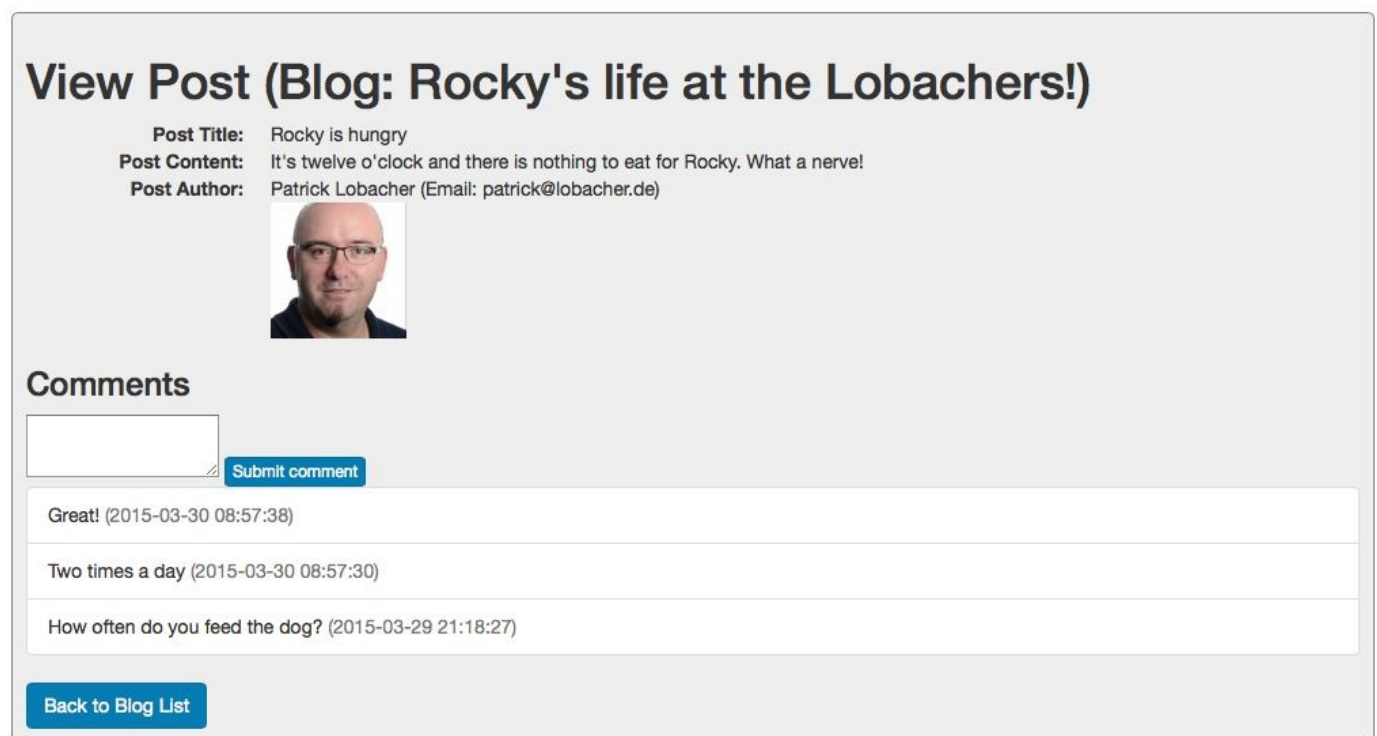 View Post (Blog: Rocky's life at the Lobachers!)
Post Title: Rocky is hungry
Post Content: It's twelve o'clock and there is nothing to eat for Rocky. What a nerve!
Post Author: Patrick Lobacher (Email: patrick@lobacher.de)
Comments
Submit comment
Great! (2015-03-30 08:57:38)
Two times a day (2015-03-30 08:57:30)
How often do you feed the dog? (2015-03-29 21:18:27)
Back to Blog List